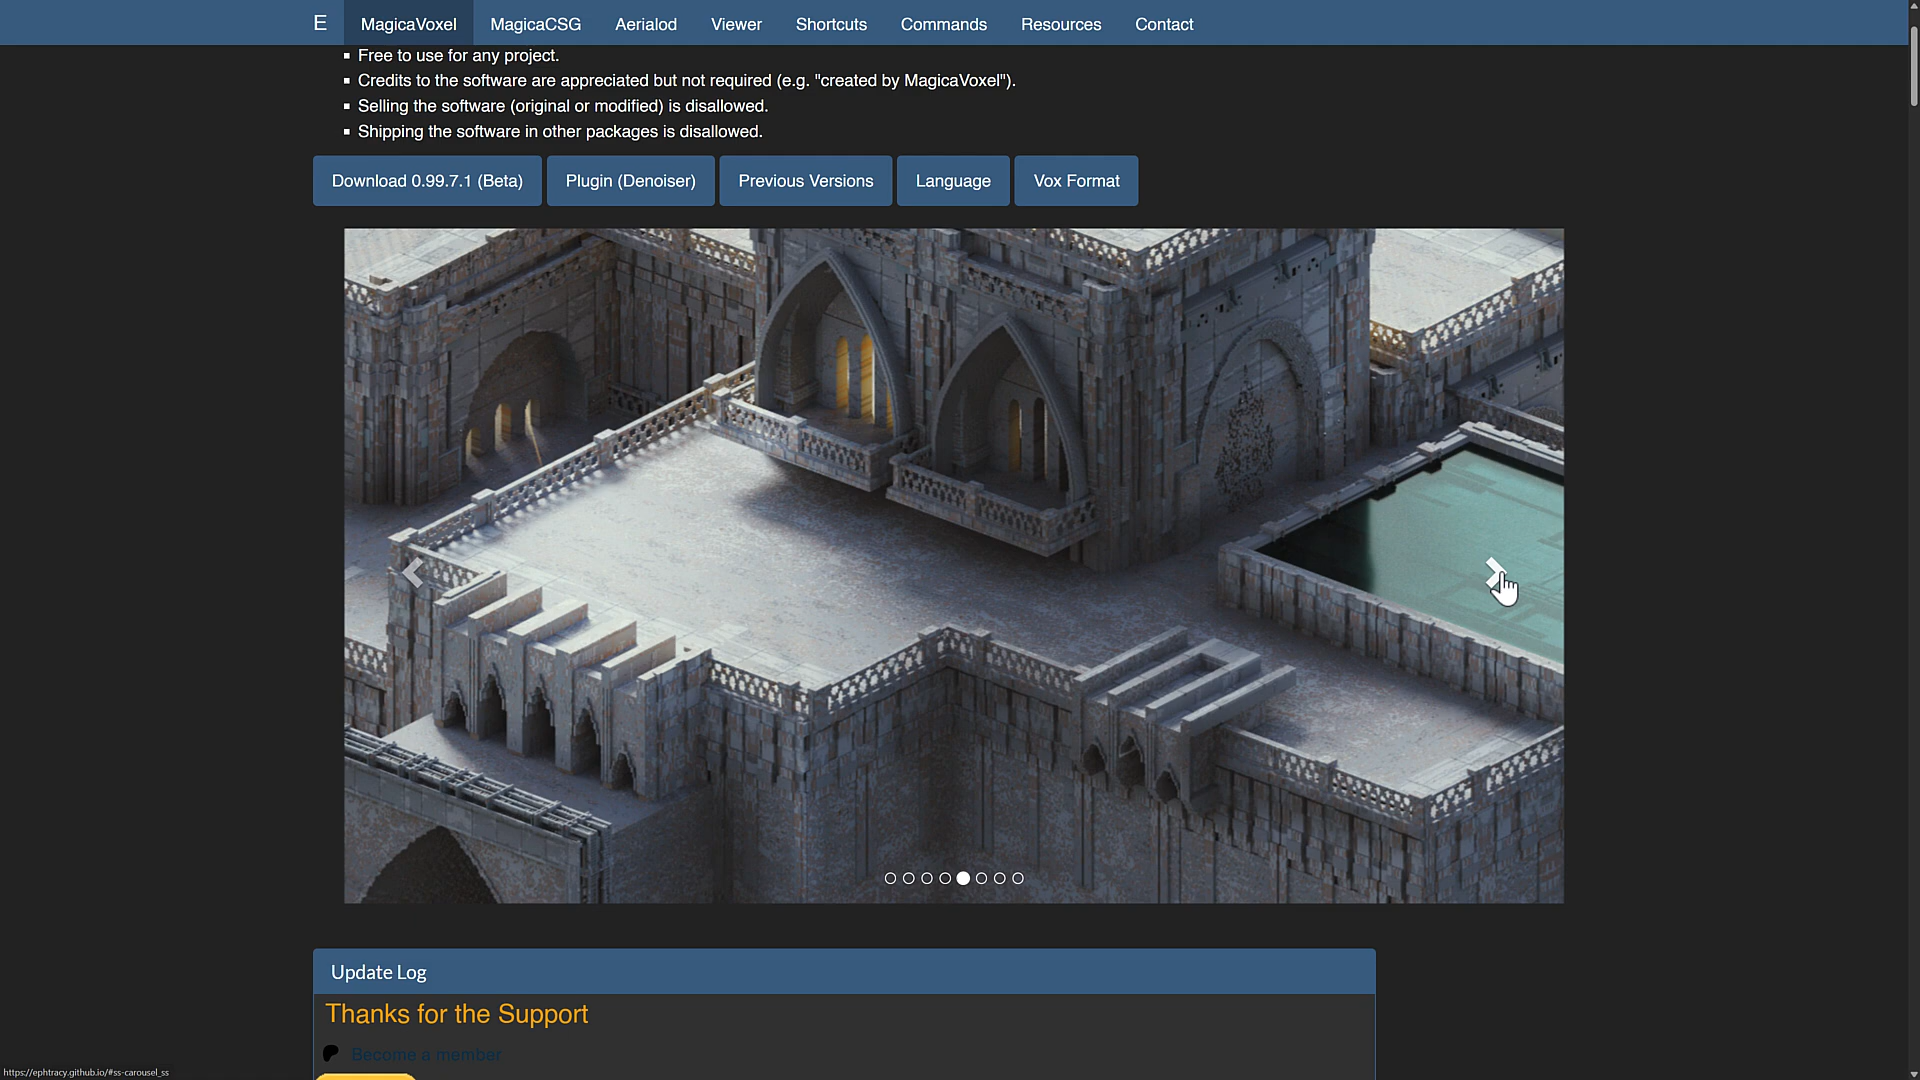 E MagicaVoxel MagicaCSG Aerialod Viewer Shortcuts Commands Resources Contact
Free to use for any project.
Credits to the software are appreciated but not required (e.g. "created by MagicaVoxel").
Selling the software (original or modified) is disallowed.
Shipping the software in other packages is disallowed.
Download 0.99.7.1 (Beta) Plugin (Denoiser) Previous Versions Language Vox Format
Update Log
Thanks for the Support
Become a member
https://ephtracy.github.io/#ss-carousel_ss